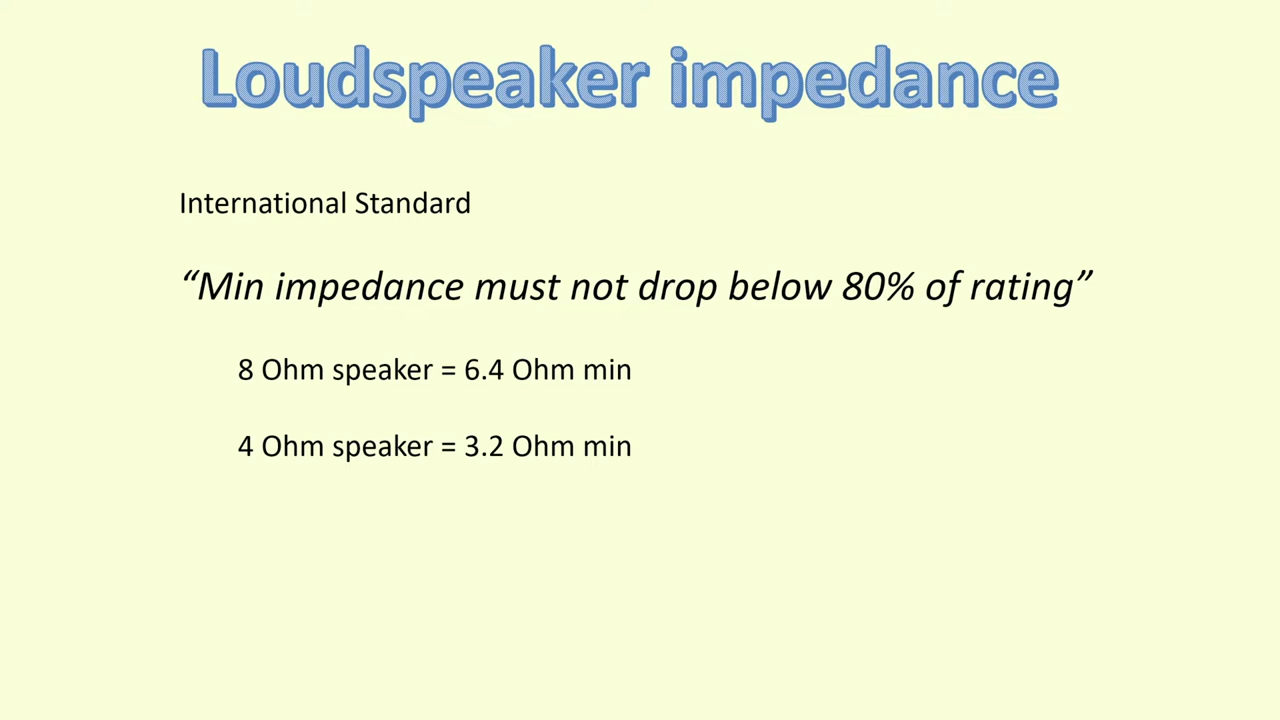 Loudspeaker impedance
International Standard
“Min impedance must not drop below 80% of rating”
8 Ohm speaker = 6.4 Ohm min
4 Ohm speaker = 3.2 Ohm min